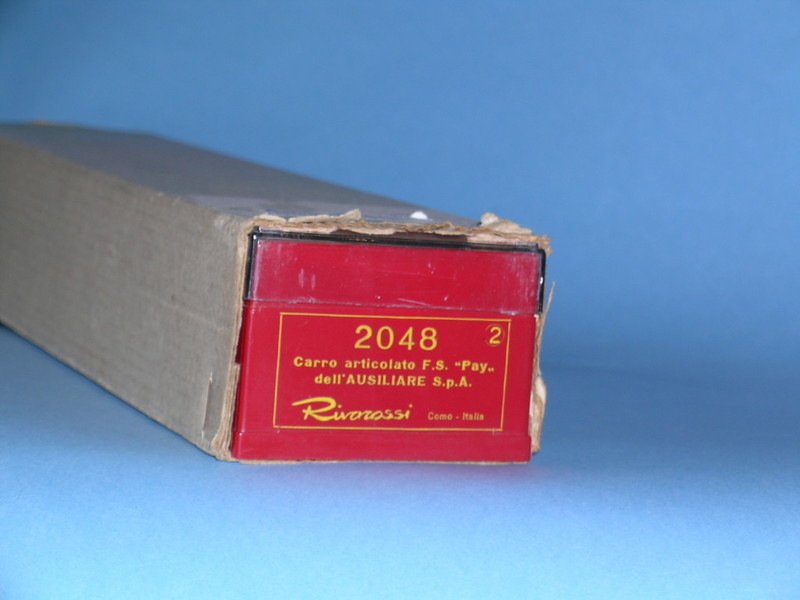 2048 2
Carro articolato F.S. "Pay„
dell'AUSILIARE S.p.A.
Rivarossi Como - Italia